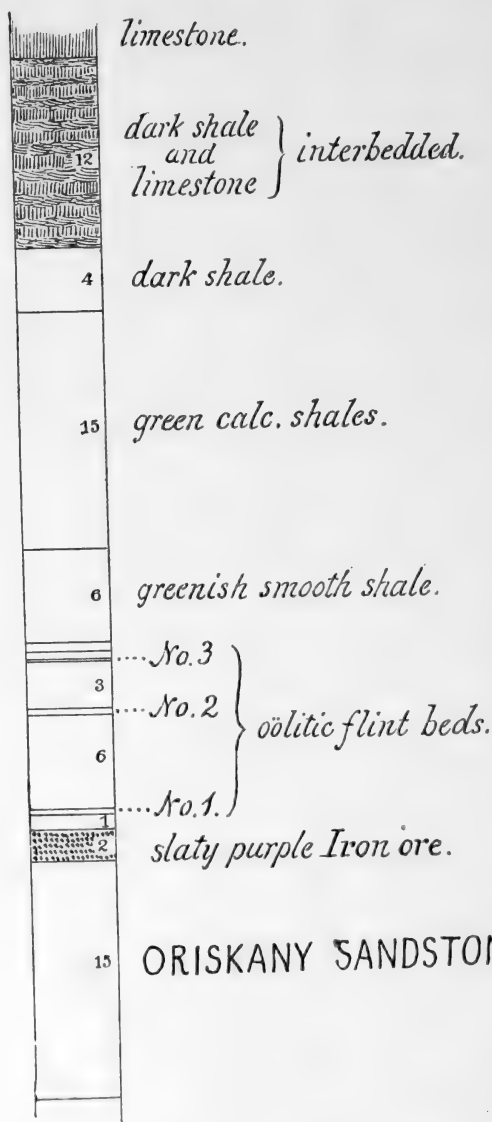 limestone.
dark shale
and
limestone
interbedded.
12
4 dark shale.
15 green calc. shales.
6 greenish smooth shale.
....No.3
3
....No.2
oölitic flint beds.
6
....No.1.
1
2 slaty purple Iron ore.
15 ORISKANY SANDSTON